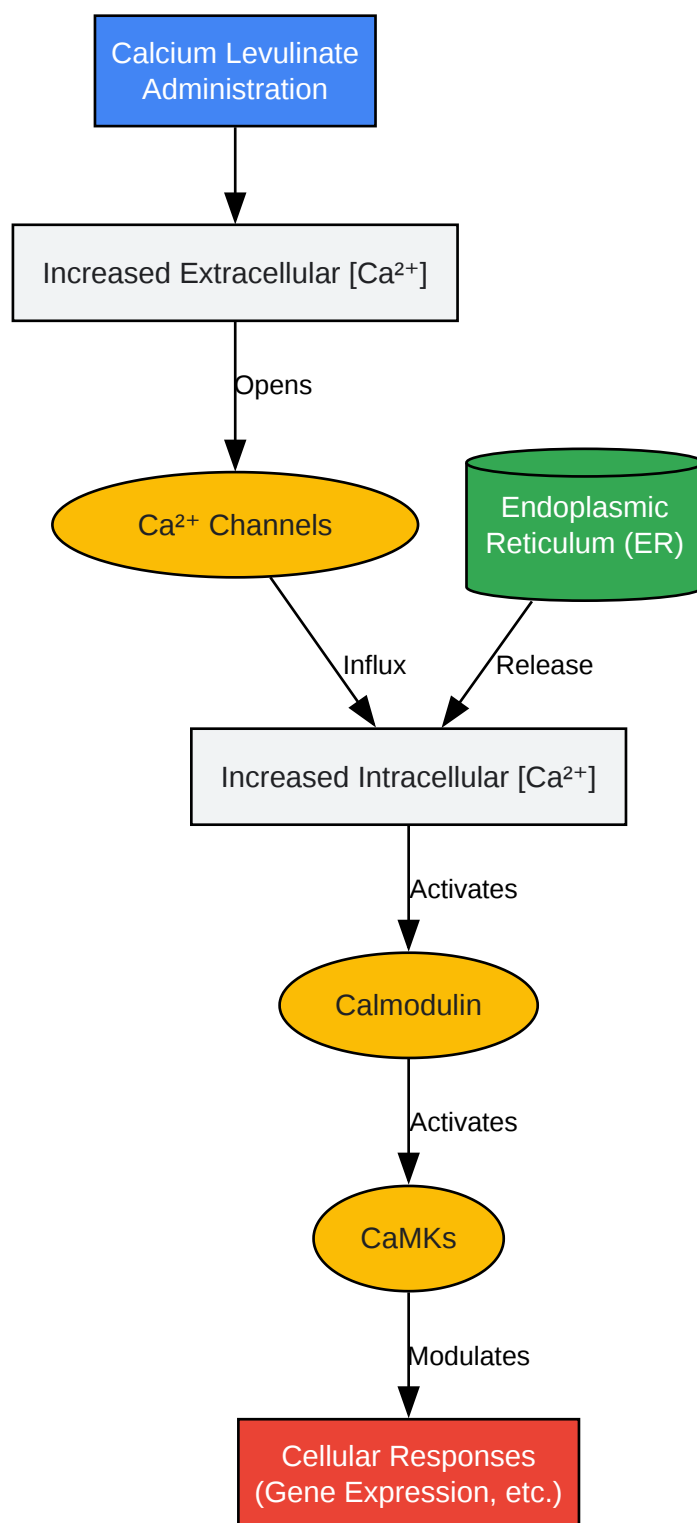 Calcium Levulinate
Administration
Increased Extracellular [Ca²⁺]
Opens
Ca²⁺ Channels
Endoplasmic
Reticulum (ER)
Influx
Release
Increased Intracellular [Ca²⁺]
Activates
Calmodulin
Activates
CaMKs
Modulates
Cellular Responses
(Gene Expression, etc.)